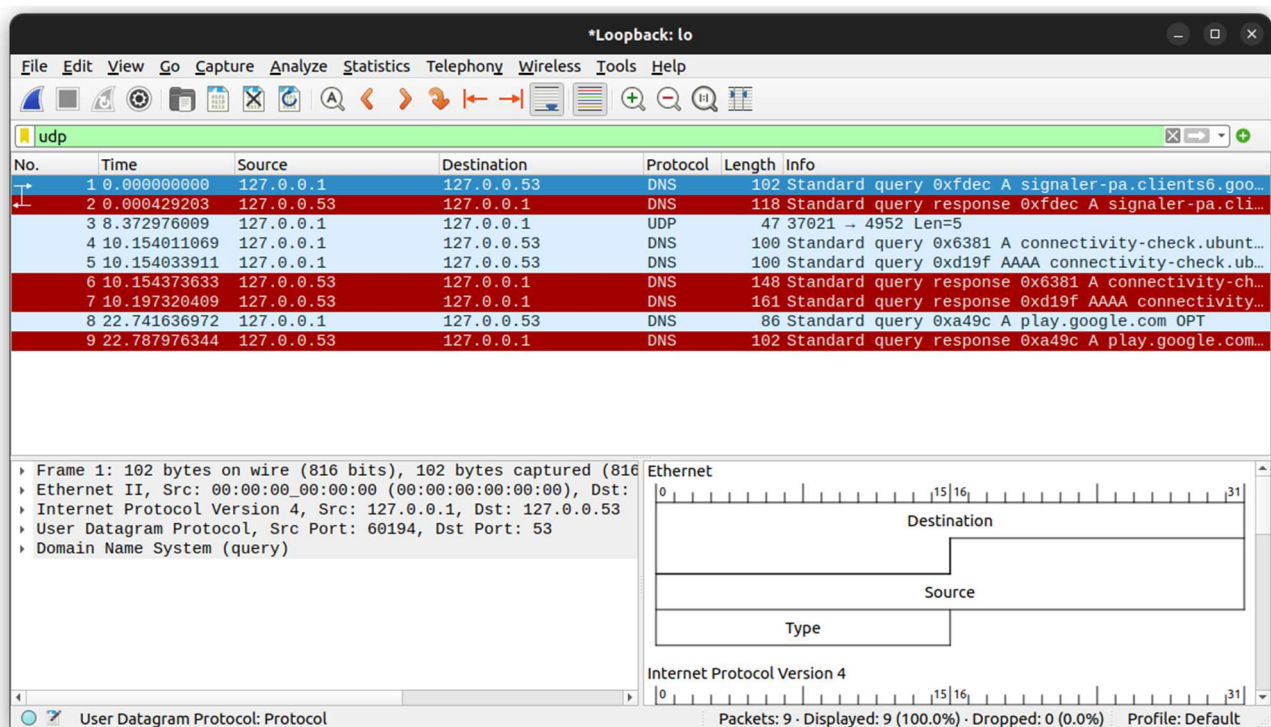 *Loopback: lo
File Edit View Go Capture Analyze Statistics Telephony Wireless Tools Help
udp
No. Time Source Destination Protocol Length Info
1 0.000000000 127.0.0.1 127.0.0.53 DNS 102 Standard query 0xfdec A signaler-pa.clients6.goo…
2 0.000429203 127.0.0.53 127.0.0.1 DNS 118 Standard query response 0xfdec A signaler-pa.cli…
3 8.372976009 127.0.0.1 127.0.0.1 UDP 47 37021 → 4952 Len=5
4 10.154011069 127.0.0.1 127.0.0.53 DNS 100 Standard query 0x6381 A connectivity-check.ubunt…
5 10.154033911 127.0.0.1 127.0.0.53 DNS 100 Standard query 0xd19f AAAA connectivity-check.ub…
6 10.154373633 127.0.0.53 127.0.0.1 DNS 148 Standard query response 0x6381 A connectivity-ch…
7 10.197320409 127.0.0.53 127.0.0.1 DNS 161 Standard query response 0xd19f AAAA connectivity…
8 22.741636972 127.0.0.1 127.0.0.53 DNS 86 Standard query 0xa49c A play.google.com OPT
9 22.787976344 127.0.0.53 127.0.0.1 DNS 102 Standard query response 0xa49c A play.google.com…
Frame 1: 102 bytes on wire (816 bits), 102 bytes captured (816
Ethernet II, Src: 00:00:00_00:00:00 (00:00:00:00:00:00), Dst:
Internet Protocol Version 4, Src: 127.0.0.1, Dst: 127.0.0.53
User Datagram Protocol, Src Port: 60194, Dst Port: 53
Domain Name System (query)
Ethernet
0 15 16 31
Destination
Source
Type
Internet Protocol Version 4
0 15 16 31
User Datagram Protocol: Protocol Packets: 9 · Displayed: 9 (100.0%) · Dropped: 0 (0.0%) Profile: Default